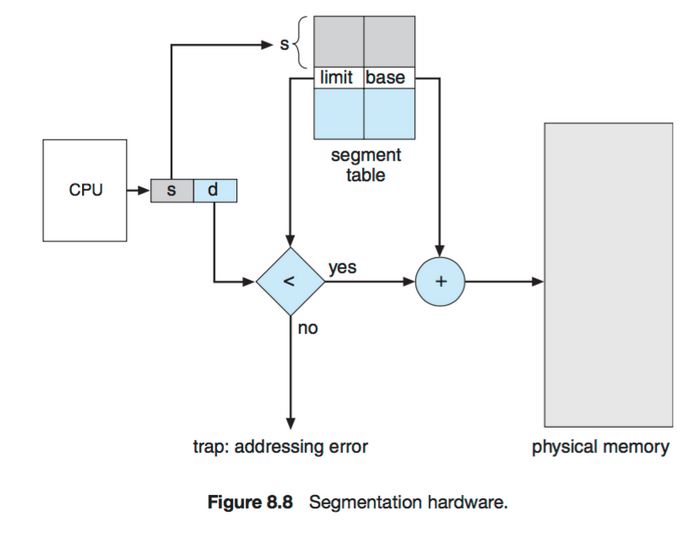 s
limit base
segment
table
CPU
s d
<
yes
+
no
trap: addressing error
physical memory
Figure 8.8 Segmentation hardware.